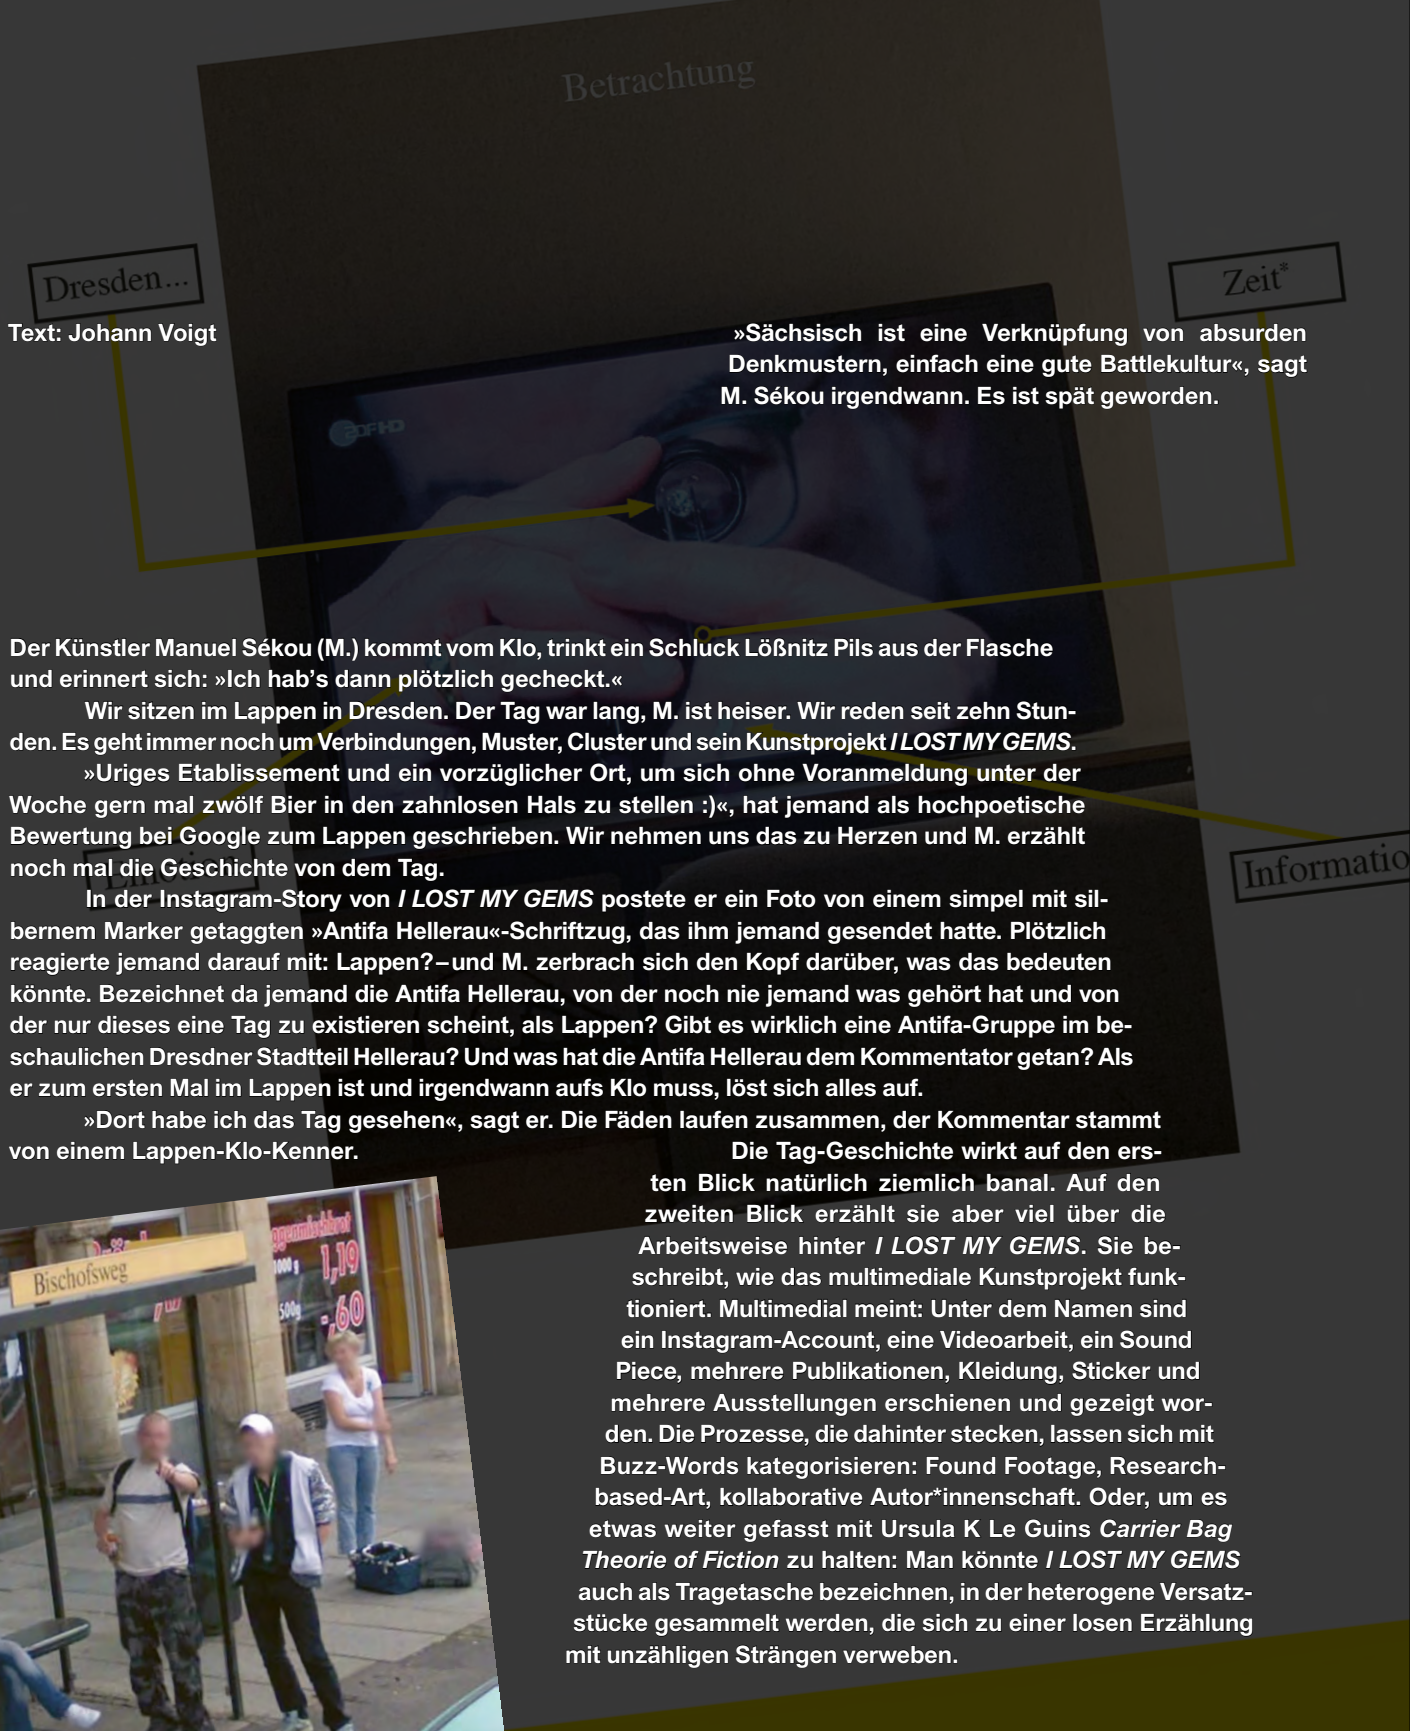 Betrachtung
Dresden...
Zeit*
Text: Johann Voigt
»Sächsisch ist eine Verknüpfung von absurden
Denkmustern, einfach eine gute Battlekultur«, sagt
M. Sékou irgendwann. Es ist spät geworden.
ZDF HD
Der Künstler Manuel Sékou (M.) kommt vom Klo, trinkt ein Schluck Lößnitz Pils aus der Flasche
und erinnert sich: »Ich hab’s dann plötzlich gecheckt.«
Wir sitzen im Lappen in Dresden. Der Tag war lang, M. ist heiser. Wir reden seit zehn Stun-
den. Es geht immer noch um Verbindungen, Muster, Cluster und sein Kunstprojekt I LOST MY GEMS.
»Uriges Etablissement und ein vorzüglicher Ort, um sich ohne Voranmeldung unter der
Woche gern mal zwölf Bier in den zahnlosen Hals zu stellen :)«, hat jemand als hochpoetische
Bewertung bei Google zum Lappen geschrieben. Wir nehmen uns das zu Herzen und M. erzählt
noch mal die Geschichte von dem Tag.
Emotion
Informatio
In der Instagram-Story von I LOST MY GEMS postete er ein Foto von einem simpel mit sil-
bernem Marker getaggten »Antifa Hellerau«-Schriftzug, das ihm jemand gesendet hatte. Plötzlich
reagierte jemand darauf mit: Lappen? – und M. zerbrach sich den Kopf darüber, was das bedeuten
könnte. Bezeichnet da jemand die Antifa Hellerau, von der noch nie jemand was gehört hat und von
der nur dieses eine Tag zu existieren scheint, als Lappen? Gibt es wirklich eine Antifa-Gruppe im be-
schaulichen Dresdner Stadtteil Hellerau? Und was hat die Antifa Hellerau dem Kommentator getan? Als
er zum ersten Mal im Lappen ist und irgendwann aufs Klo muss, löst sich alles auf.
»Dort habe ich das Tag gesehen«, sagt er. Die Fäden laufen zusammen, der Kommentar stammt
von einem Lappen-Klo-Kenner.
Die Tag-Geschichte wirkt auf den ers-
ten Blick natürlich ziemlich banal. Auf den
zweiten Blick erzählt sie aber viel über die
Arbeitsweise hinter I LOST MY GEMS. Sie be-
schreibt, wie das multimediale Kunstprojekt funk-
tioniert. Multimedial meint: Unter dem Namen sind
ein Instagram-Account, eine Videoarbeit, ein Sound
Piece, mehrere Publikationen, Kleidung, Sticker und
mehrere Ausstellungen erschienen und gezeigt wor-
den. Die Prozesse, die dahinter stecken, lassen sich mit
Buzz-Words kategorisieren: Found Footage, Research-
based-Art, kollaborative Autor*innenschaft. Oder, um es
etwas weiter gefasst mit Ursula K Le Guins Carrier Bag
Theorie of Fiction zu halten: Man könnte I LOST MY GEMS
auch als Tragetasche bezeichnen, in der heterogene Versatz-
stücke gesammelt werden, die sich zu einer losen Erzählung
mit unzähligen Strängen verweben.
ggenmischbrot
1000 g 1,19
500g -,60
Bischofsweg